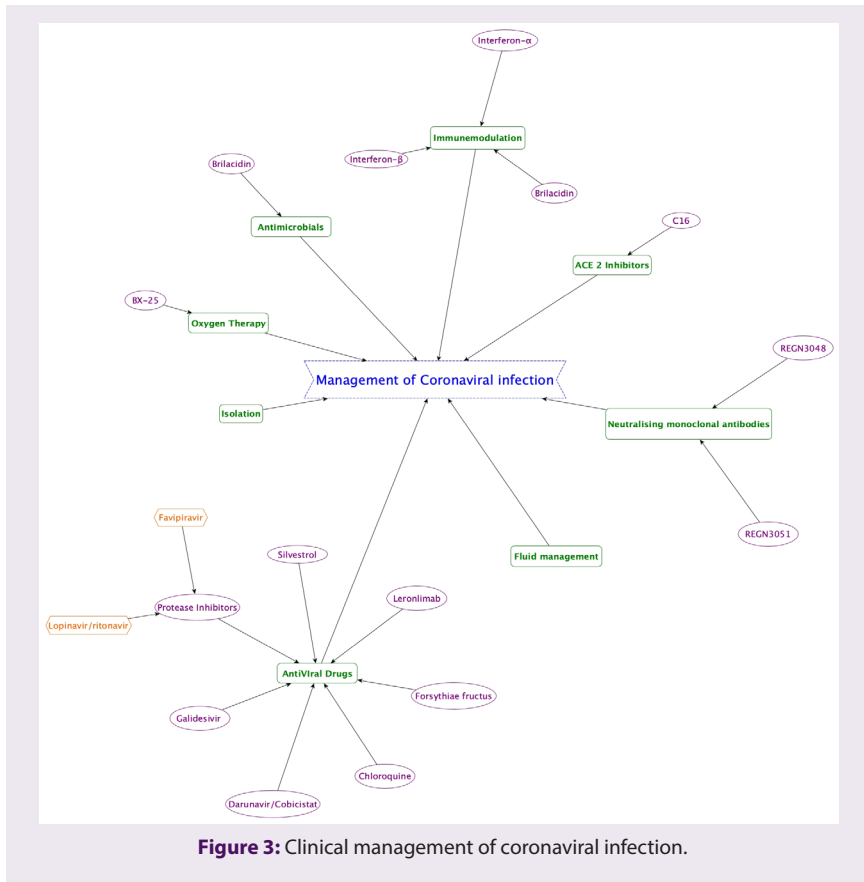 Interferon-α
Immunemodulation
Interferon-β
Brilacidin
Brilacidin
Antimicrobials
C16
ACE 2 Inhibitors
BX-25
Oxygen Therapy
REGN3048
Management of Coronaviral infection
Isolation
Neutralising monoclonal antibodies
REGN3051
Favipiravir
Silvestrol
Fluid management
Leronlimab
Protease Inhibitors
Lopinavir/ritonavir
AntiVIral Drugs
Forsythiae fructus
Galidesivir
Chloroquine
Darunavir/Cobicistat
Figure 3: Clinical management of coronaviral infection.